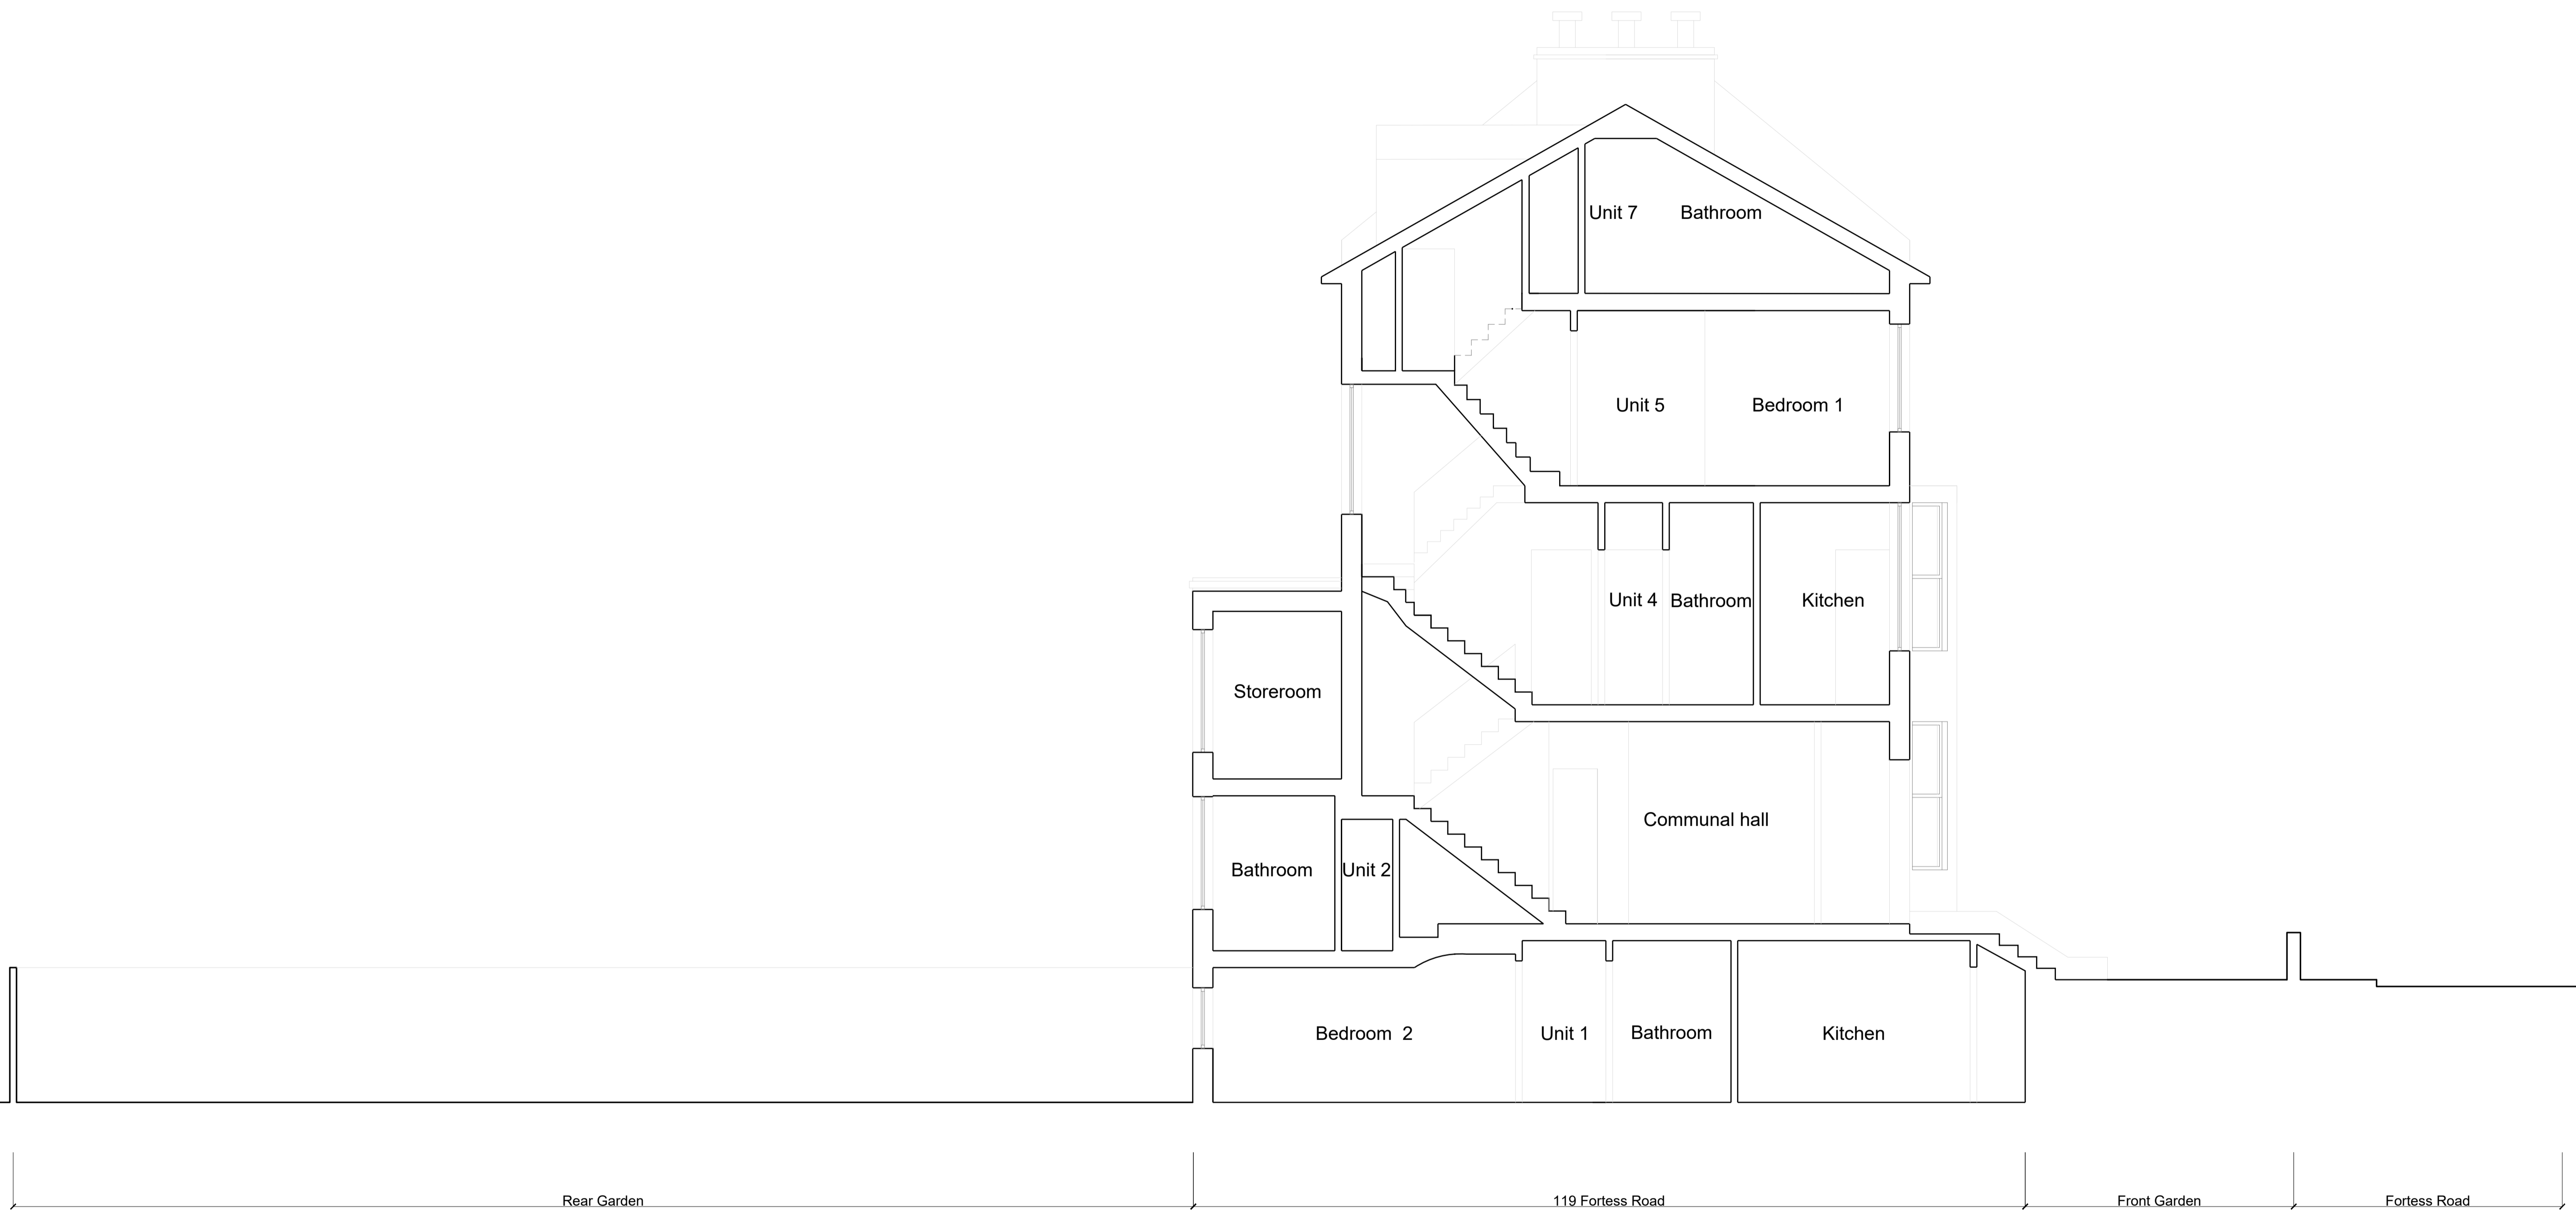 Unit 7 Bathroom
Unit 5 Bedroom 1
Unit 4 Bathroom Kitchen
Storeroom
Communal hall
Bathroom Unit 2
Bedroom 2 Unit 1 Bathroom Kitchen
Rear Garden 119 Fortess Road Front Garden Fortess Road